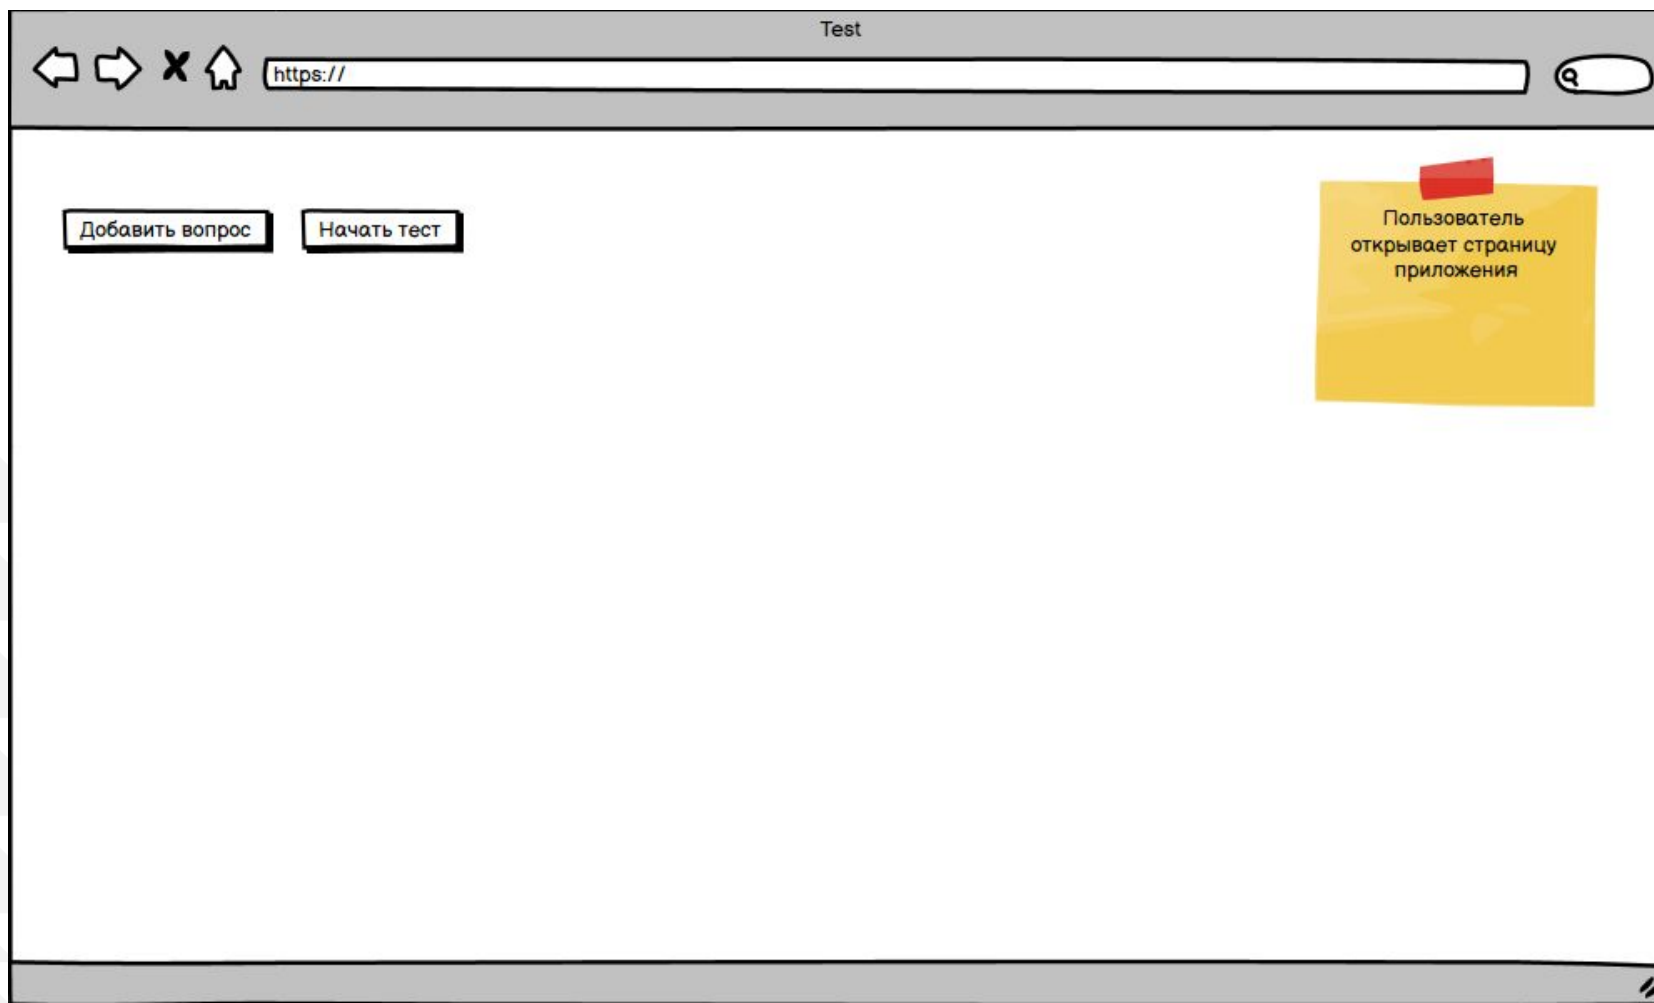 Test
https://
Добавить вопрос
Начать тест
Пользователь
открывает страницу
приложения